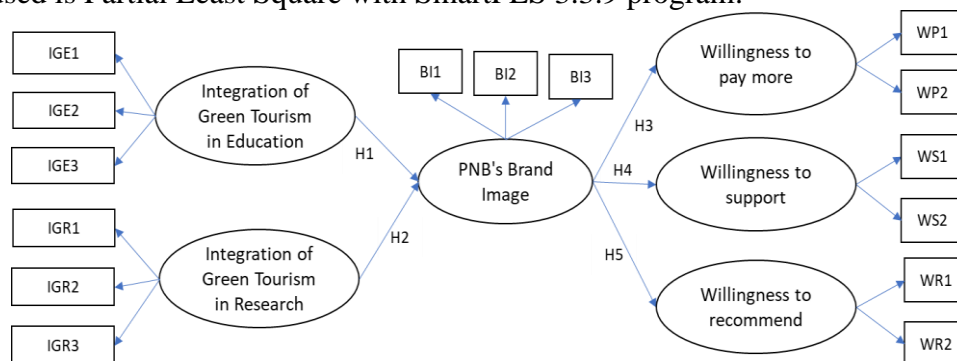 used is Partial Least Square with SmartPLS 3.3.9 program.
IGE1
IGE2
IGE3
Integration of
Green Tourism
in Education
H1
IGR1
IGR2
IGR3
Integration of
Green Tourism
in Research
H2
BI1
BI2
BI3
PNB's Brand
Image
H3
H4
H5
Willingness to
pay more
WP1
WP2
Willingness to
support
WS1
WS2
Willingness to
recommend
WR1
WR2